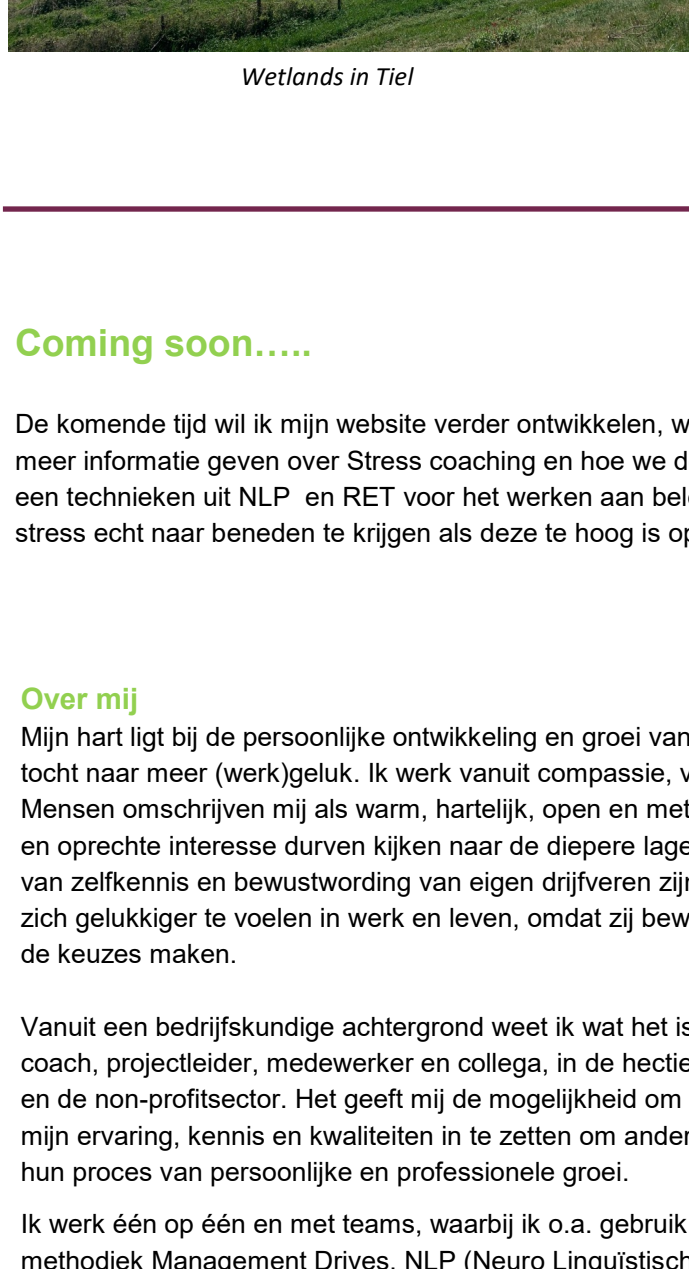 Wetlands in Tiel
Coming soon…..
De komende tijd wil ik mijn website verder ontwikkelen, w
meer informatie geven over Stress coaching en hoe we d
een technieken uit NLP  en RET voor het werken aan bel
stress echt naar beneden te krijgen als deze te hoog is op
Over mij
Mijn hart ligt bij de persoonlijke ontwikkeling en groei van
tocht naar meer (werk)geluk. Ik werk vanuit compassie, v
Mensen omschrijven mij als warm, hartelijk, open en met
en oprechte interesse durven kijken naar de diepere lage
van zelfkennis en bewustwording van eigen drijfveren zijn
zich gelukkiger te voelen in werk en leven, omdat zij bew
de keuzes maken.
Vanuit een bedrijfskundige achtergrond weet ik wat het is
coach, projectleider, medewerker en collega, in de hectie
en de non-profitsector. Het geeft mij de mogelijkheid om
mijn ervaring, kennis en kwaliteiten in te zetten om ander
hun proces van persoonlijke en professionele groei.
Ik werk één op één en met teams, waarbij ik o.a. gebruik
methodiek Management Drives, NLP (Neuro Linguïstisch